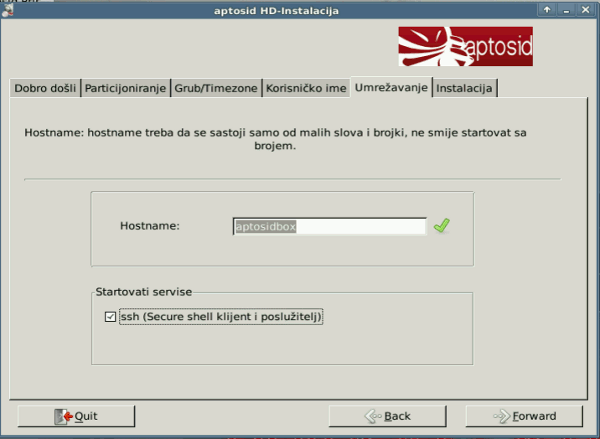 aptosid HD-Instalacija
aptosid
Dobro došli Particijoniranje Grub/Timezone Korisničko ime Umrežavanje Instalacija
Hostname: hostname treba da se sastoji samo od malih slova i brojki, ne smije startovat sa
brojem.
Hostname: aptosidbox
Startovati servise
ssh (Secure shell klijent i poslužitelj)
Quit Back Forward